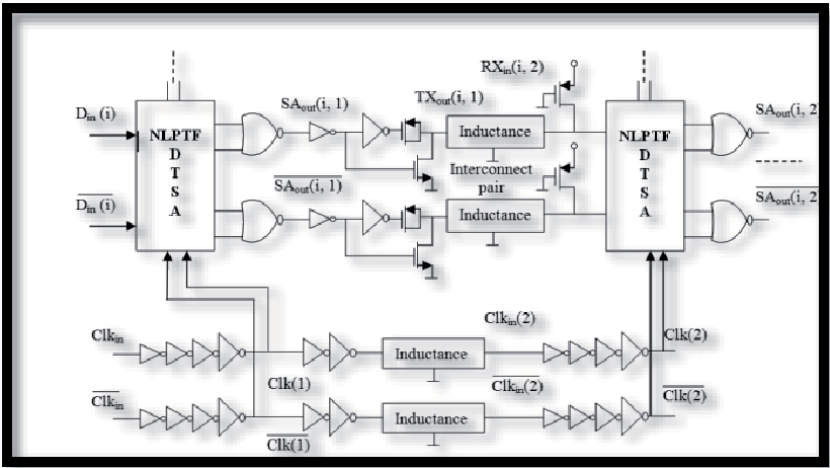 RXin(i, 2)
SAout(i, 1)
TXout(i, 1)
Din (i)
SAout(i, 2
NLPTF
D
T
S
A
Inductance
NLPTF
D
T
S
A
Interconnect
pair
SAout(i, 1)
Din (i)
SAout(i, 2
Inductance
Clkin
Clkin(2)
Clk(2)
Inductance
Clk(1)
Clkin(2)
Clkin
Clk(2)
Inductance
Clk(1)